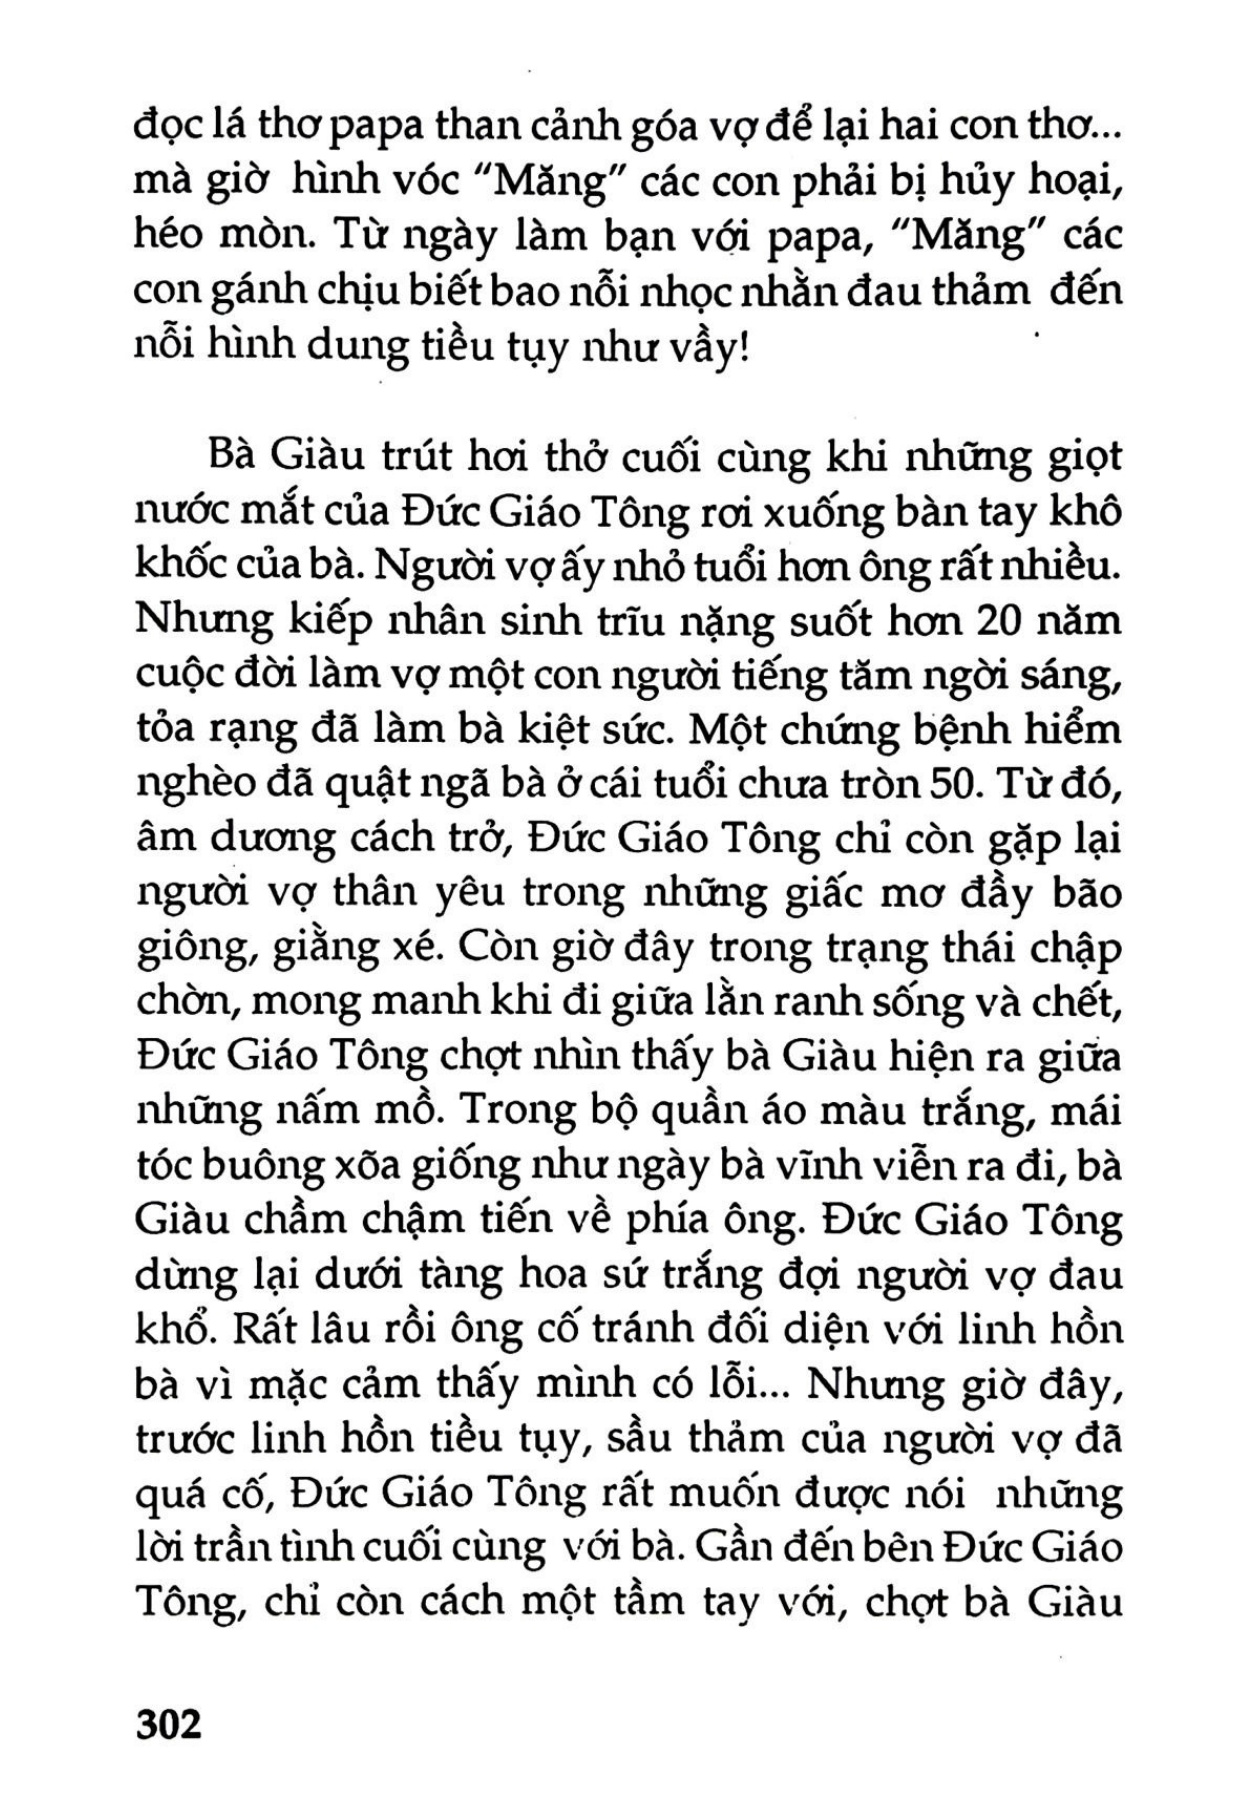 đọc lá thơ papa than cảnh góa vợ để lại hai con thơ...
mà giờ hình vóc "Măng" các con phải bị hủy hoại,
héo mòn. Từ ngày làm bạn với papa, "Măng" các
con gánh chịu biết bao nỗi nhọc nhằn đau thảm đến
nỗi hình dung tiều tụy như vầy!
Bà Giàu trút hơi thở cuối cùng khi những giọt
nước mắt của Đức Giáo Tông rơi xuống bàn tay khô
khốc của bà. Người vợ ấy nhỏ tuổi hơn ông rất nhiều.
Nhưng kiếp nhân sinh trĩu nặng suốt hơn 20 năm
cuộc đời làm vợ một con người tiếng tăm ngời sáng,
tỏa rạng đã làm bà kiệt sức. Một chứng bệnh hiểm
nghèo đã quật ngã bà ở cái tuổi chưa tròn 50. Từ đó,
âm dương cách trở, Đức Giáo Tông chỉ còn gặp lại
người vợ thân yêu trong những giấc mơ đầy bão
giông, giằng xé. Còn giờ đây trong trạng thái chập
chờn, mong manh khi đi giữa lằn ranh sống và chết,
Đức Giáo Tông chợt nhìn thấy bà Giàu hiện ra giữa
những nấm mồ. Trong bộ quần áo màu trắng, mái
tóc buông xõa giống như ngày bà vĩnh viễn ra đi, bà
Giàu chầm chậm tiến về phía ông. Đức Giáo Tông
dừng lại dưới tàng hoa sứ trắng đợi người vợ đau
khổ. Rất lâu rồi ông cố tránh đối diện với linh hồn
bà vì mặc cảm thấy mình có lỗi... Nhưng giờ đây,
trước linh hồn tiều tụy, sầu thảm của người vợ đã
quá cố, Đức Giáo Tông rất muốn được nói những
lời trần tình cuối cùng với bà. Gần đến bên Đức Giáo
Tông, chỉ còn cách một tầm tay với, chợt bà Giàu
302